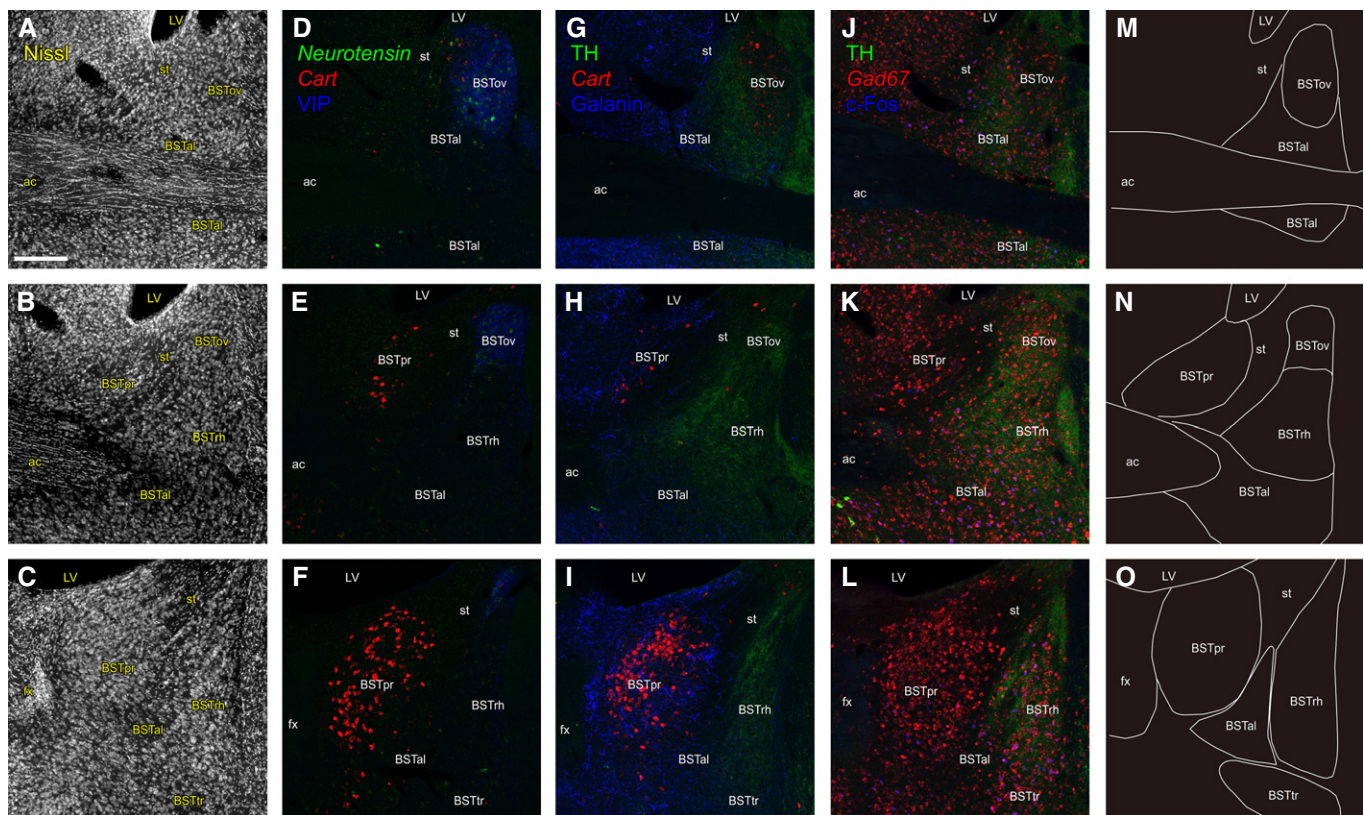 A
LV
Nissl
st
BSTov
BSTal
ac
BSTal
D
LV
Neurotensin
st
Cart
BSTov
VIP
BSTal
ac
BSTal
G
LV
TH
st
Cart
BSTov
Galanin
BSTal
ac
BSTal
J
LV
TH
Gad67
st
BSTov
c-Fos
BSTal
ac
BSTal
M
LV
st
BSTov
BSTal
ac
BSTal
B
LV
BSTov
st
BSTpr
BSTrh
ac
BSTal
E
LV
st
BSTov
BSTpr
BSTrh
ac
BSTal
H
LV
st
BSTov
BSTpr
BSTrh
ac
BSTal
K
LV
st
BSTov
BSTpr
BSTrh
ac
BSTal
N
LV
st
BSTov
BSTpr
BSTrh
ac
BSTal
C
LV
st
BSTpr
fx
BSTrh
BSTal
BSTtr
F
LV
st
BSTpr
BSTrh
fx
BSTal
BSTtr
I
LV
st
BSTpr
BSTrh
fx
BSTal
BSTtr
L
LV
st
BSTpr
BSTrh
fx
BSTal
BSTtr
O
LV
st
BSTpr
fx
BSTrh
BSTal
BSTtr